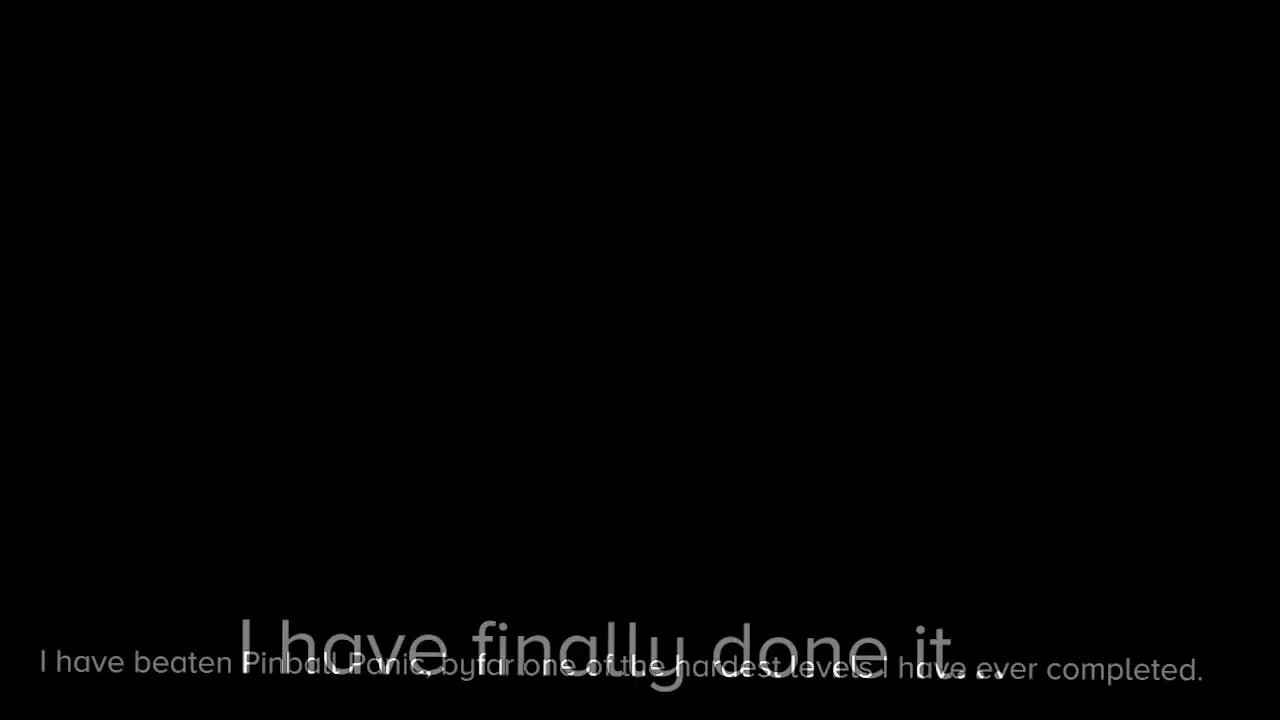 I have finally done it...
I have beaten Pinball Panic, by far one of the hardest levels i have ever completed.